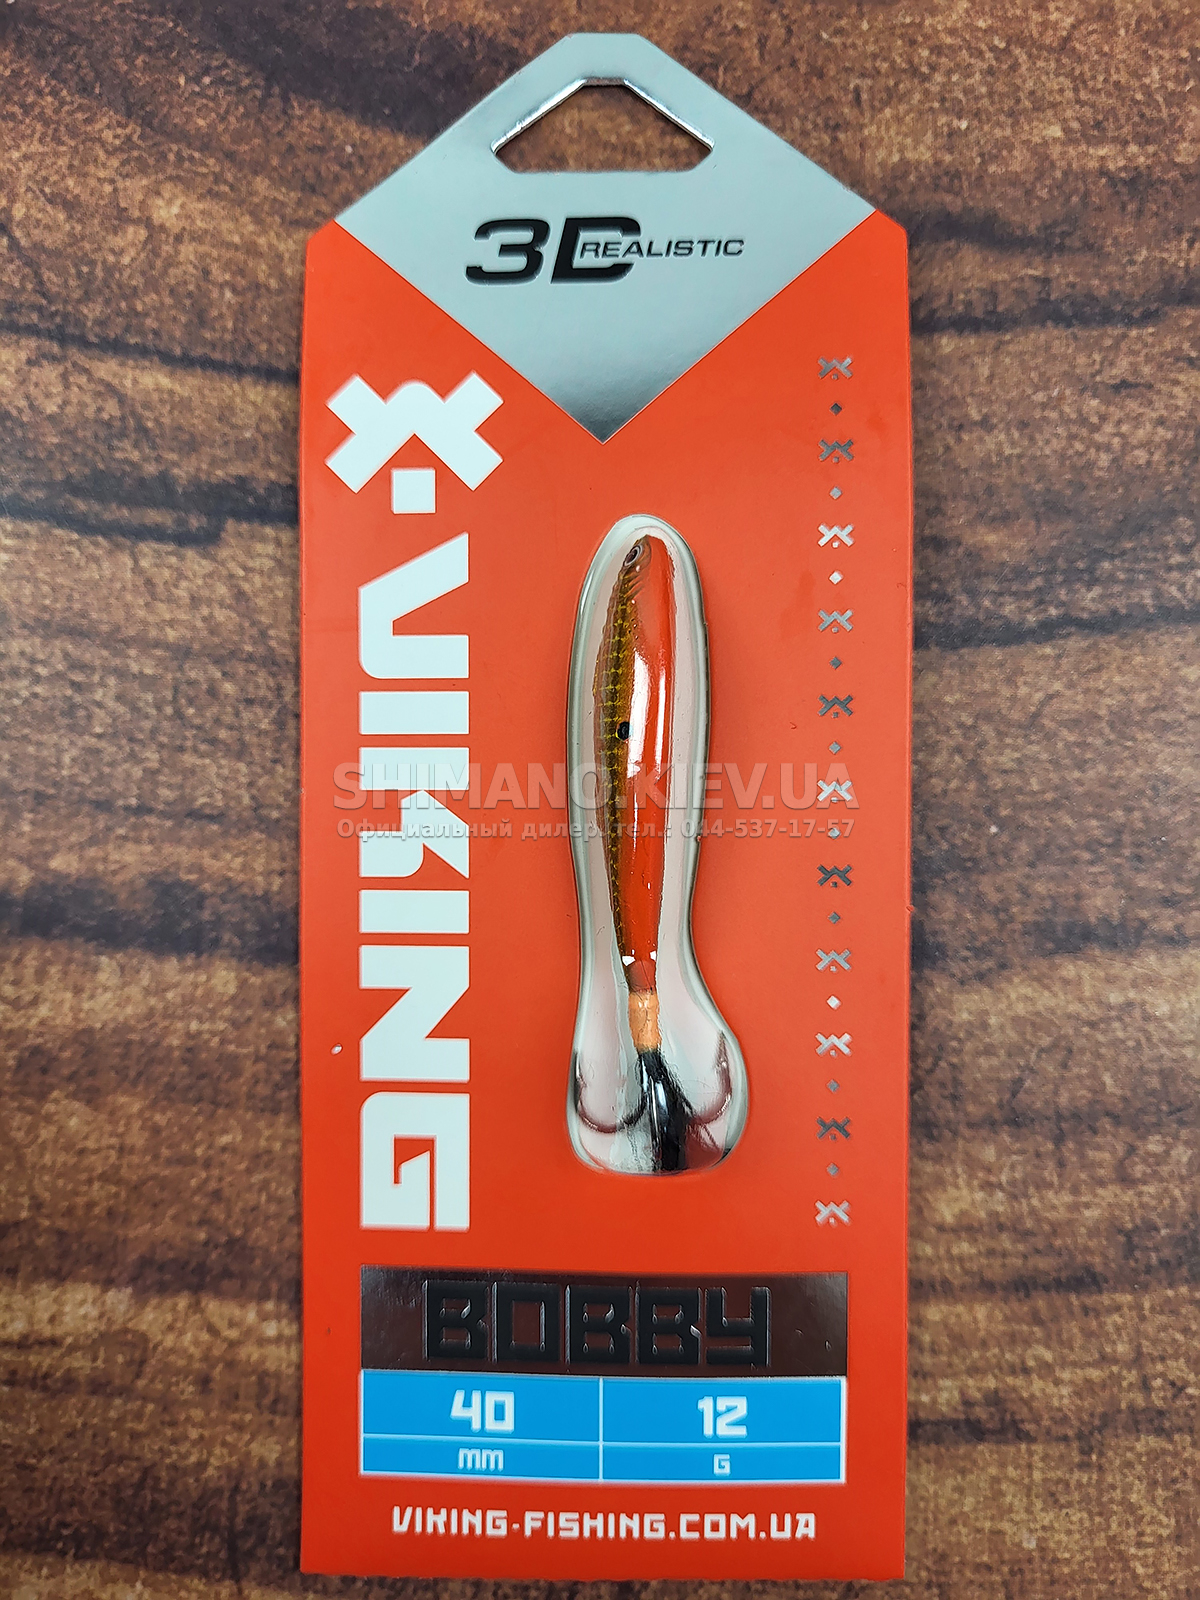 3D REALISTIC
X·VIKING
SHIMANO.KIEV.UA
Официальный дилер. тел.: 044-537-17-57
BOBBY
40 12
mm G
VIKING-FISHING.COM.UA